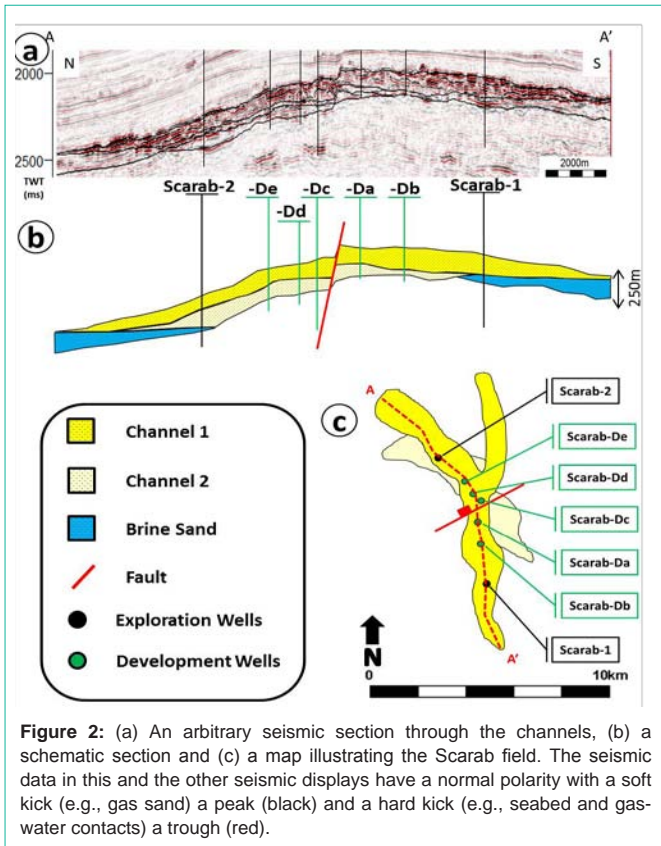 a
A
A’
N
S
2000
2500
TWT
(ms)
2000m
Scarab-2
-De
-Dd
-Dc
-Da
-Db
Scarab-1
b
250m
c
A
Scarab-2
Scarab-De
Scarab-Dd
Scarab-Dc
Scarab-Da
Scarab-Db
Scarab-1
A’
N
0
10km
Channel 1
Channel 2
Brine Sand
Fault
Exploration Wells
Development Wells
Figure 2: (a) An arbitrary seismic section through the channels, (b) a
schematic section and (c) a map illustrating the Scarab field. The seismic
data in this and the other seismic displays have a normal polarity with a soft
kick (e.g., gas sand) a peak (black) and a hard kick (e.g., seabed and gas-
water contacts) a trough (red).